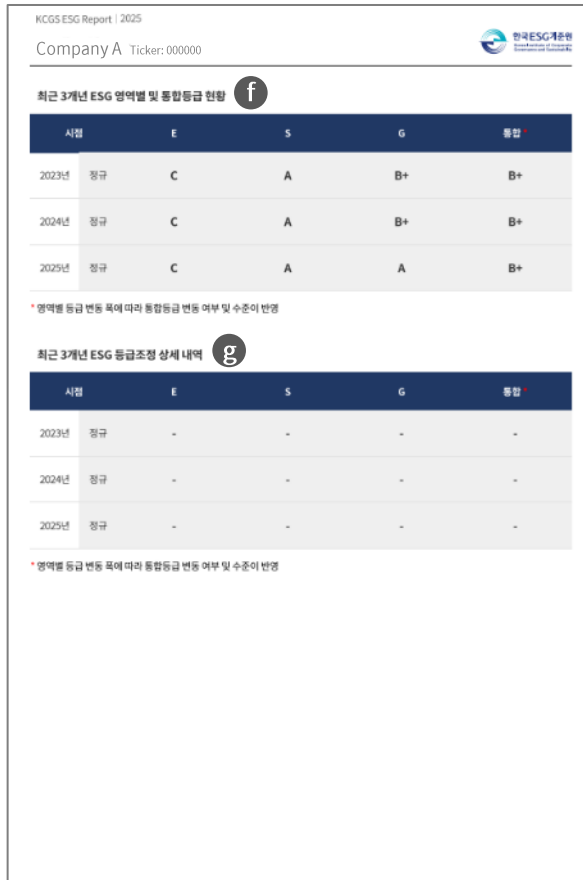 KCGS ESG Report | 2025
Company A Ticker: 000000
한국ESG기준원
최근 3개년 ESG 영역별 및 통합등급 현황 f
시점 E S G 통합 *
2023년 정규 C A B+ B+
2024년 정규 C A B+ B+
2025년 정규 C A A B+
* 영역별 등급 변동 폭에 따라 통합등급 변동 여부 및 수준이 반영
최근 3개년 ESG 등급조정 상세 내역 g
시점 E S G 통합 *
2023년 정규 - - - -
2024년 정규 - - - -
2025년 정규 - - - -
* 영역별 등급 변동 폭에 따라 통합등급 변동 여부 및 수준이 반영